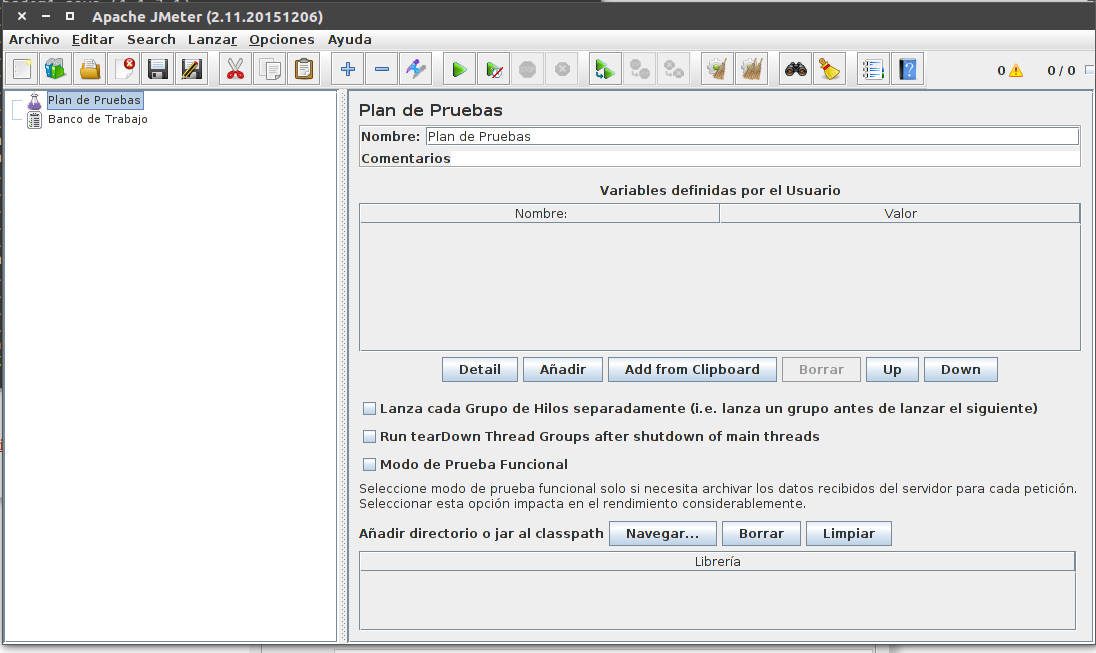 Apache JMeter (2.11.20151206)
Archivo Editar Search Lanzar Opciones Ayuda
0 0 / 0
Plan de Pruebas
Banco de Trabajo
Plan de Pruebas
Nombre: Plan de Pruebas
Comentarios
Variables definidas por el Usuario
Nombre: Valor
Detail Añadir Add from Clipboard Borrar Up Down
Lanza cada Grupo de Hilos separadamente (i.e. lanza un grupo antes de lanzar el siguiente)
Run tearDown Thread Groups after shutdown of main threads
Modo de Prueba Funcional
Seleccione modo de prueba funcional solo si necesita archivar los datos recibidos del servidor para cada petición.
Seleccionar esta opción impacta en el rendimiento considerablemente.
Añadir directorio o jar al classpath Navegar... Borrar Limpiar
Librería